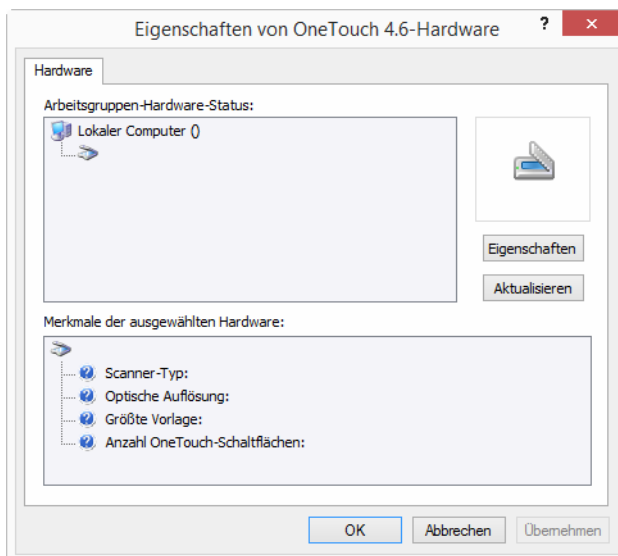 Eigenschaften von OneTouch 4.6-Hardware
Hardware
Arbeitsgruppen-Hardware-Status:
Lokaler Computer ()
Eigenschaften
Aktualisieren
Merkmale der ausgewählten Hardware:
Scanner-Typ:
Optische Auflösung:
Größte Vorlage:
Anzahl OneTouch-Schaltflächen:
OK Abbrechen Übernehmen